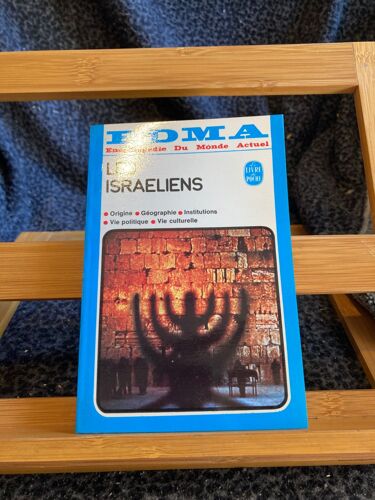 EDMA
Encyclopédie Du Monde Actuel
LES
ISRAELIENS
LE LIVRE
DE POCHE
• Origine • Géographie • Institutions
• Vie politique • Vie culturelle